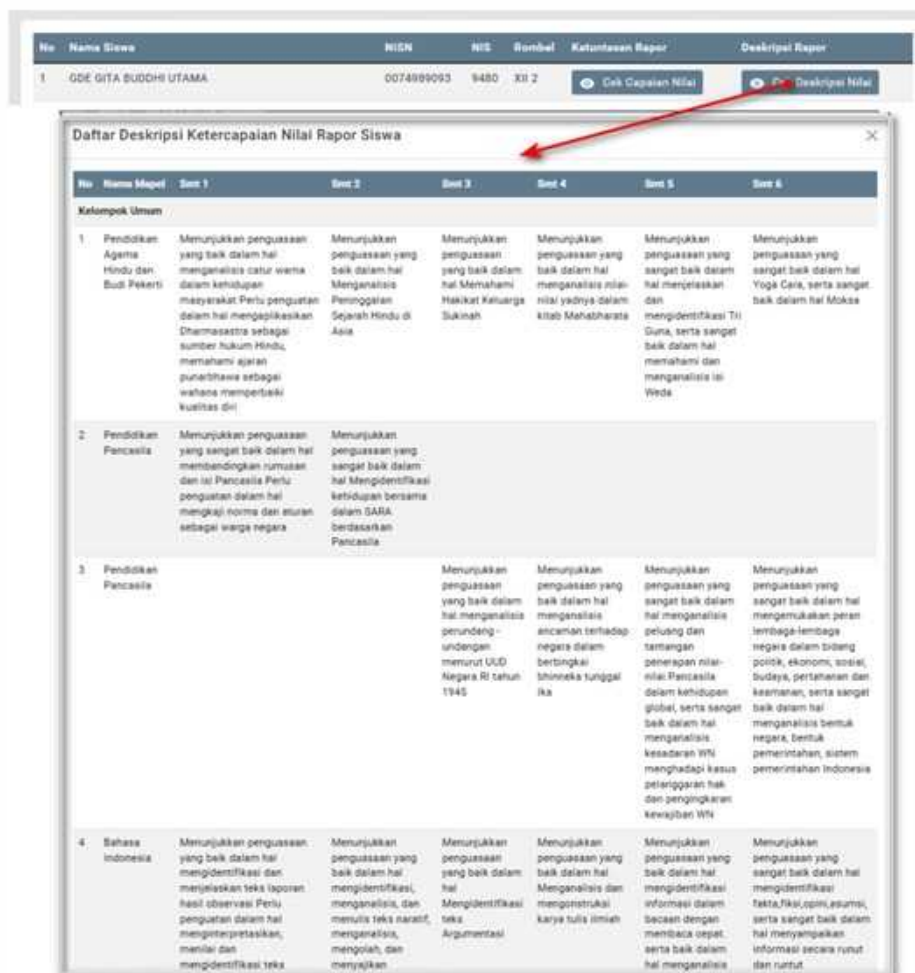 No Nama Siswa NISN NIS Rombel Ketuntasan Rapor Deskripsi Rapor
1 GDE GITA BUDDHI UTAMA 0074989093 9480 XII 2 Cek Capaian Nilai Deskripsi Nilai
Daftar Deskripsi Ketercapaian Nilai Rapor Siswa
No Nama Mapel Smt 1 Smt 2 Smt 3 Smt 4 Smt 5 Smt 6
Kelompok Umum
1 Pendidikan
Agama
Hindu dan
Budi Pekerti
Menunjukkan penguasaan
yang baik dalam hal
menganalisis catur warna
dalam kehidupan
masyarakat Perlu penguatan
dalam hal mengaplikasikan
Dharmasastra sebagai
sumber hukum Hindu,
memahami ajaran
punarbhawa sebagai
wahana memperbaiki
kualitas diri
Menunjukkan
penguasaan yang
baik dalam hal
Menganalisis
Peninggalan
Sejarah Hindu di
Asia
Menunjukkan
penguasaan
yang baik dalam
hal Memahami
Hakikat Keluarga
Sukinah
Menunjukkan
penguasaan yang
baik dalam hal
menganalisis nilai-
nilai yadnya dalam
kitab Mahabharata
Menunjukkan
penguasaan yang
sangat baik dalam
hal menjelaskan
dan
mengidentifikasi Tri
Guna, serta sangat
baik dalam hal
memahami dan
menganalisis isi
Weda
Menunjukkan
penguasaan yang
sangat baik dalam hal
Yoga Cara, serta sangat
baik dalam hal Moksa
2 Pendidikan
Pancasila
Menunjukkan penguasaan
yang sangat baik dalam hal
membandingkan rumusan
dan isi Pancasila Perlu
penguatan dalam hal
mengkaji norma dan aturan
sebagai warga negara
Menunjukkan
penguasaan yang
sangat baik dalam
hal Mengidentifikasi
kehidupan bersama
dalam SARA
berdasarkan
Pancasila
3 Pendidikan
Pancasila
Menunjukkan
penguasaan
yang baik dalam
hal menganalisis
perundang -
undangan
menurut UUD
Negara RI tahun
1945
Menunjukkan
penguasaan yang
baik dalam hal
menganalisis
ancaman terhadap
negara dalam
berbingkai
bhinneka tunggal
ika
Menunjukkan
penguasaan yang
sangat baik dalam
hal menganalisis
peluang dan
tantangan
penerapan nilai-
nilai Pancasila
dalam kehidupan
global, serta sangat
baik dalam hal
menganalisis
kesadaran WN
menghadapi kasus
pelanggaran hak
dan pengingkaran
kewajiban WN
Menunjukkan
penguasaan yang
sangat baik dalam hal
mengemukakan peran
lembaga-lembaga
negara dalam bidang
politik, ekonomi, sosial,
budaya, pertahanan dan
keamanan, serta sangat
baik dalam hal
menganalisis bentuk
negara, bentuk
pemerintahan, sistem
pemerintahan Indonesia
4 Bahasa
Indonesia
Menunjukkan penguasaan
yang baik dalam hal
mengidentifikasi dan
menjelaskan teks laporan
hasil observasi Perlu
penguatan dalam hal
menginterpretasikan,
menilai dan
mengidentifikasi teks
Menunjukkan
penguasaan yang
baik dalam hal
mengidentifikasi,
menganalisis, dan
menulis teks naratif,
menganalisis,
mengolah, dan
menyajikan
Menunjukkan
penguasaan
yang baik dalam
hal
Mengidentifikasi
teks
Argumentasi
Menunjukkan
penguasaan yang
baik dalam hal
Menganalisis dan
mengonstruksi
karya tulis ilmiah
Menunjukkan
penguasaan yang
baik dalam hal
mengidentifikasi
informasi dalam
bacaan dengan
membaca cepat,
serta baik dalam
hal menganalisis
Menunjukkan
penguasaan yang
sangat baik dalam hal
mengidentifikasi
fakta,fiksi,opini,asumsi,
serta sangat baik dalam
hal menyampaikan
informasi secara runut
dan runtut